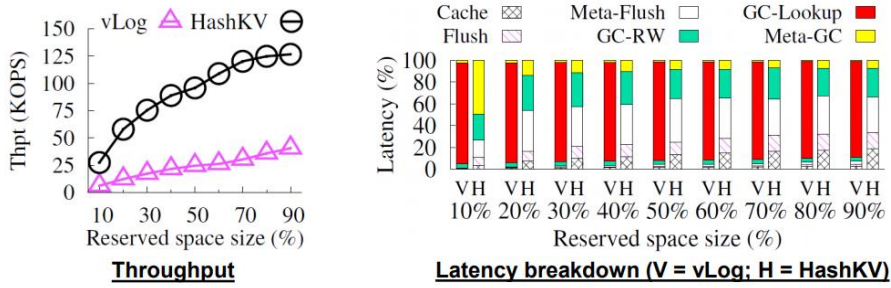 vLog HashKV
150
125
100
75
50
25
0
Thpt (KOPS)
10 30 50 70 90
Reserved space size (%)
Throughput
Cache Meta-Flush GC-Lookup
Flush GC-RW Meta-GC
100
80
60
40
20
0
Latency (%)
VH VH VH VH VH VH VH VH VH
10% 20% 30% 40% 50% 60% 70% 80% 90%
Reserved space size (%)
Latency breakdown (V = vLog; H = HashKV)